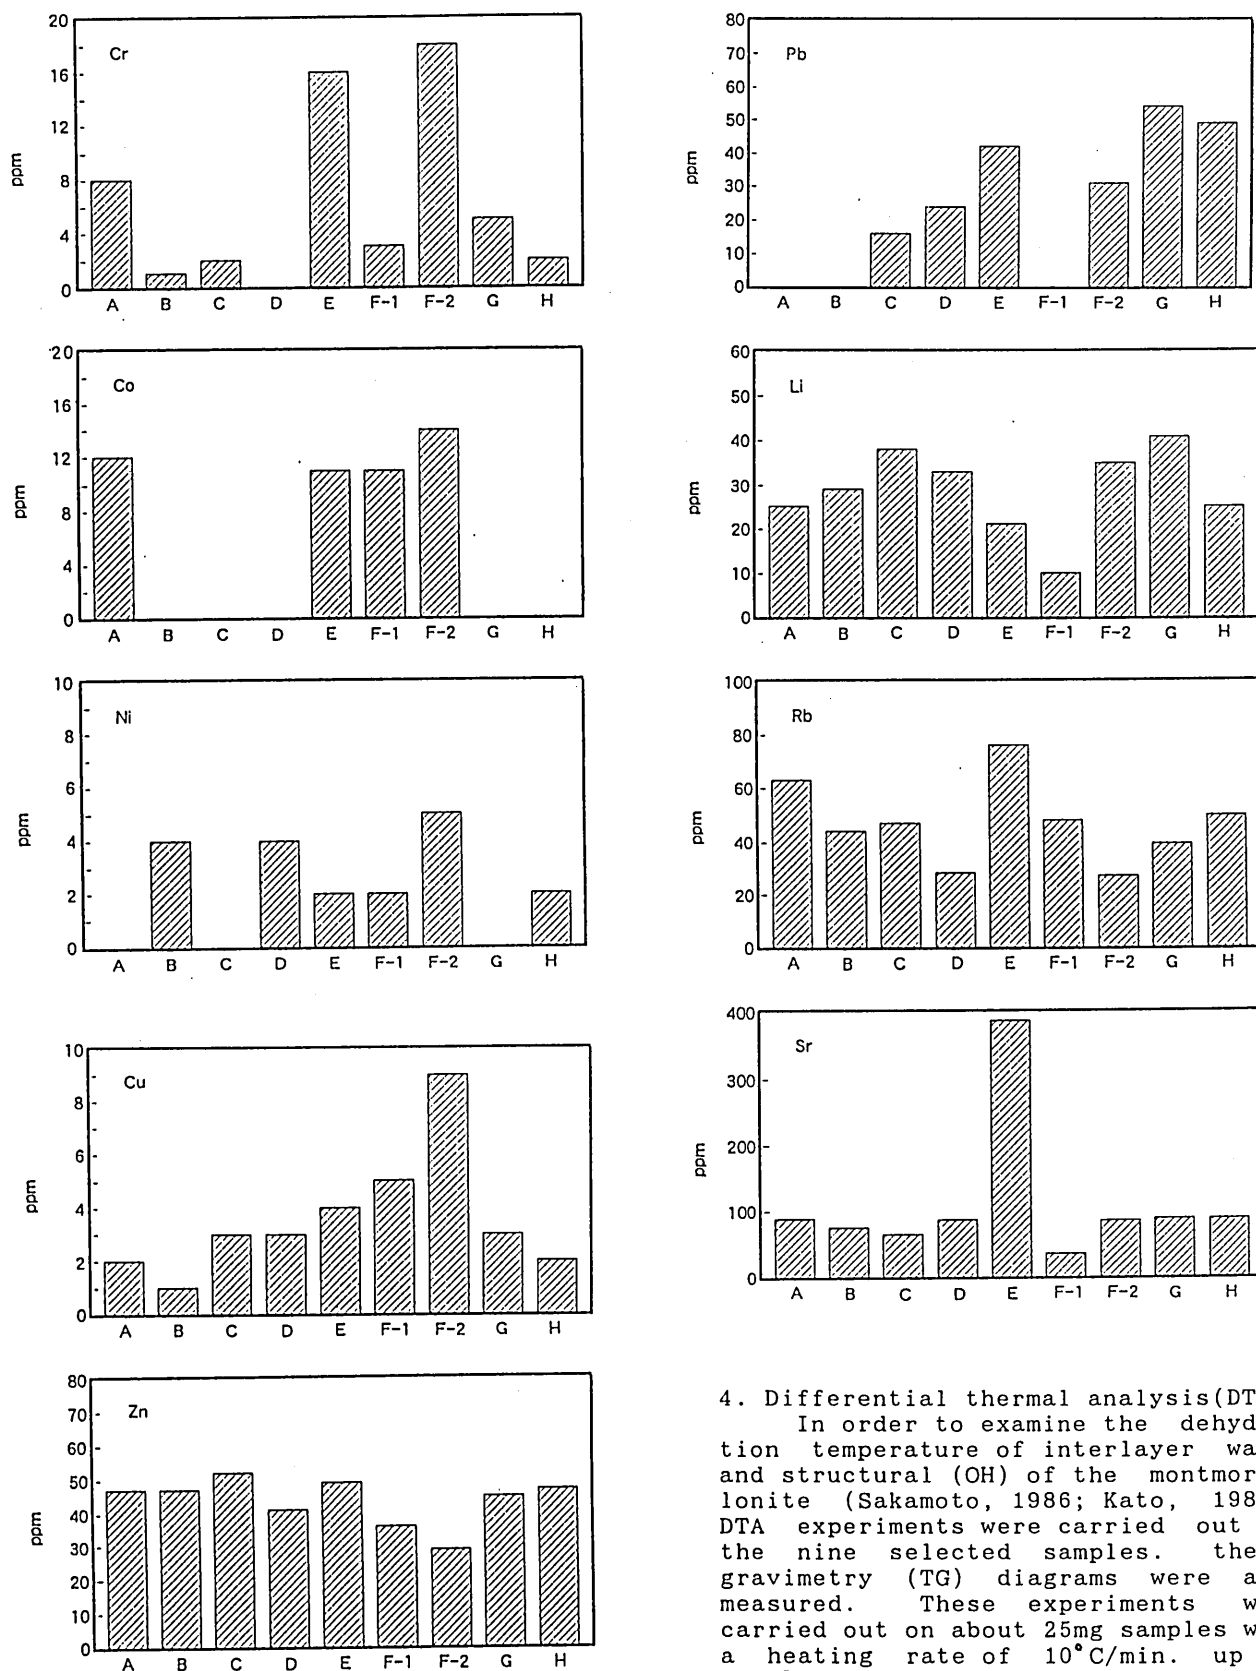 Cr
20
16
12
8
4
0
ppm
A B C D E F-1 F-2 G H
Co
20
16
12
8
4
0
ppm
A B C D E F-1 F-2 G H
Ni
10
8
6
4
2
0
ppm
A B C D E F-1 F-2 G H
Cu
10
8
6
4
2
0
ppm
A B C D E F-1 F-2 G H
Zn
80
70
60
50
40
30
20
10
0
ppm
A B C D E F-1 F-2 G H
Pb
80
70
60
50
40
30
20
10
0
ppm
A B C D E F-1 F-2 G H
Li
60
50
40
30
20
10
0
ppm
A B C D E F-1 F-2 G H
Rb
100
80
60
40
20
0
ppm
A B C D E F-1 F-2 G H
Sr
400
300
200
100
0
ppm
A B C D E F-1 F-2 G H
4. Differential thermal analysis(DT
In order to examine the dehyd
tion temperature of interlayer wa
and structural (OH) of the montmor
lonite (Sakamoto, 1986; Kato, 198
DTA experiments were carried out
the nine selected samples. the
gravimetry (TG) diagrams were a
measured. These experiments w
carried out on about 25mg samples w
a heating rate of 10°C/min. up